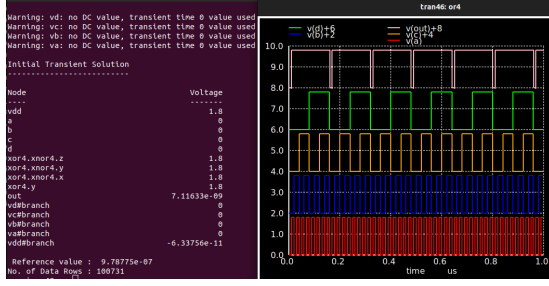 Warning: vd: no DC value, transient time 0 value used
Warning: vc: no DC value, transient time 0 value used
Warning: vb: no DC value, transient time 0 value used
Warning: va: no DC value, transient time 0 value used
Initial Transient Solution
--------------------------
Node Voltage
---- -------
vdd 1.8
a 0
b 0
c 0
d 0
xor4.xnor4.z 1.8
xor4.xnor4.y 1.8
xor4.xnor4.x 1.8
xor4.y 1.8
out 7.11633e-09
vd#branch 0
vc#branch 0
vb#branch 0
va#branch 0
vdd#branch -6.33756e-11
Reference value : 9.78775e-07
No. of Data Rows : 100731
tran46: or4
v(d)+6 v(out)+8
v(b)+2 v(c)+4
v(a)
10.0
9.0
8.0
7.0
6.0
5.0
4.0
3.0
2.0
1.0
0.0
0.0 0.2 0.4 0.6 0.8 1.0
time us